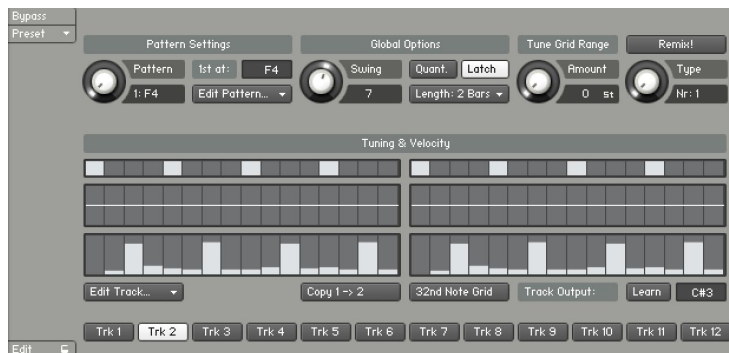 Bypass
Preset
Pattern Settings
Global Options
Tune Grid Range
Remix!
Pattern
1st at:
F4
Swing
Quant.
Latch
Amount
Type
1: F4
Edit Pattern...
7
Length: 2 Bars
0 st
Nr: 1
Tuning & Velocity
Edit Track...
Copy 1 -> 2
32nd Note Grid
Track Output:
Learn
C#3
Trk 1
Trk 2
Trk 3
Trk 4
Trk 5
Trk 6
Trk 7
Trk 8
Trk 9
Trk 10
Trk 11
Trk 12
Edit